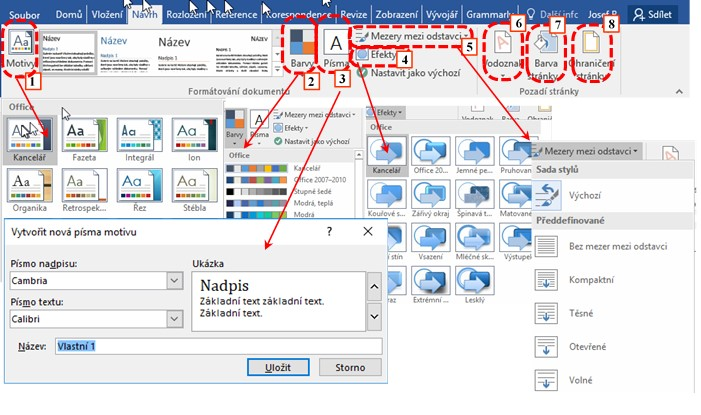 Soubor Domů Vložení Návrh Rozložení Reference Korespondence Revize Zobrazení Vývojář Grammarly Další info Josef B. Sdílet
Motivy
Název
Název
Nadpis 1
Název
Nadpis 1
Název
Barvy
Písma
Mezery mezi odstavci
Efekty
Nastavit jako výchozí
Vodoznak
Barva
stránky
Ohraničení
stránky
1 2 3 4 5 6 7 8
Formátování dokumentu
Pozadí stránky
Office
Kancelář Fazeta Integrál Ion
Organika Retrospek... Řez Stébla
Barvy Písma
Mezery mezi odstavci
Efekty
Nastavit jako výchozí
Office
Kancelář
Office 2007–2010
Stupně šedé
Modrá, teplá
Modrá
Efekty
Office
Kancelář Office 20... Jemné pe... Pruhovan
Kouřové s... Zářivý okraj Špinavá t... Matované
ní stín Vsazení Mléčné sk... Výstupek
raz Extrémní ... Lesklý
Mezery mezi odstavci
Sada stylů
Výchozí
Předdefinované
Bez mezer mezi odstavci
Kompaktní
Těsné
Otevřené
Volné
Vytvořit nová písma motivu
Písmo nadpisu:
Cambria
Písmo textu:
Calibri
Ukázka
Nadpis
Základní text základní text.
Základní text.
Název: Vlastní 1
Uložit Storno